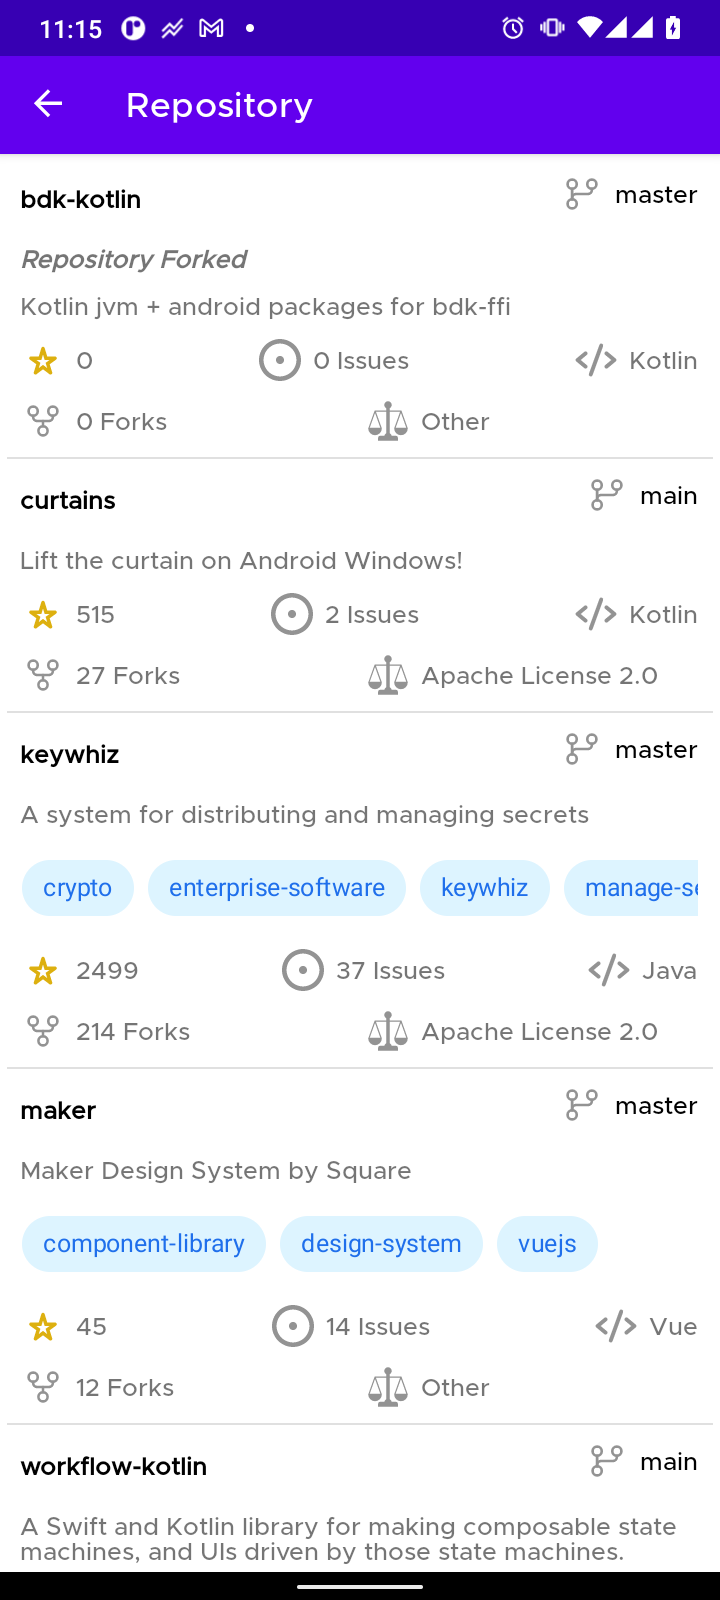 11:15
Repository
bdk-kotlin master
Repository Forked
Kotlin jvm + android packages for bdk-ffi
0 0 Issues Kotlin
0 Forks Other
curtains main
Lift the curtain on Android Windows!
515 2 Issues Kotlin
27 Forks Apache License 2.0
keywhiz master
A system for distributing and managing secrets
crypto enterprise-software keywhiz manage-se
2499 37 Issues Java
214 Forks Apache License 2.0
maker master
Maker Design System by Square
component-library design-system vuejs
45 14 Issues Vue
12 Forks Other
workflow-kotlin main
A Swift and Kotlin library for making composable state
machines, and UIs driven by those state machines.